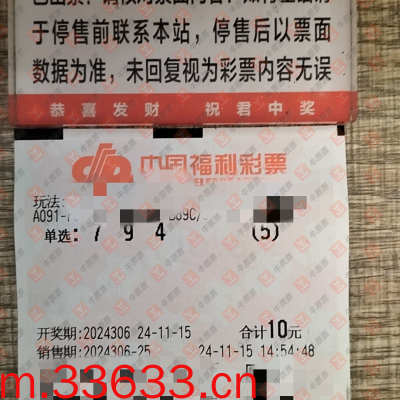 于停售前联系本站，停售后以票面
数据为准，未回复视为彩票内容无误
恭喜发财 祝君中奖
中国福利彩票
玩法:
A091-
B89C/
单选: 7 9 4 (5)
开奖期:2024306 24-11-15 合计10元
销售期:2024306-25 24-11-15 14:54:48
m.33633.cn